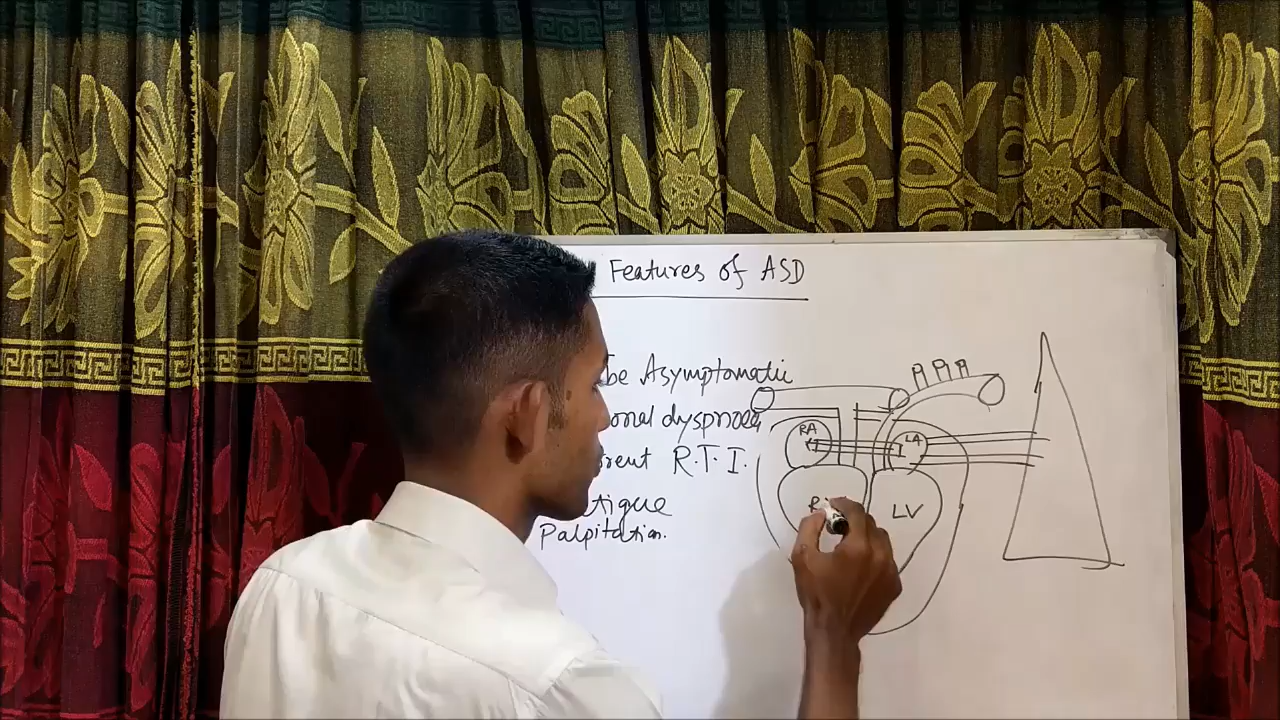 Features of ASD
be Asymptomatic
onal dyspnoea
rent R.T.I.
tigue
Palpitation.
RA
LA
R
LV